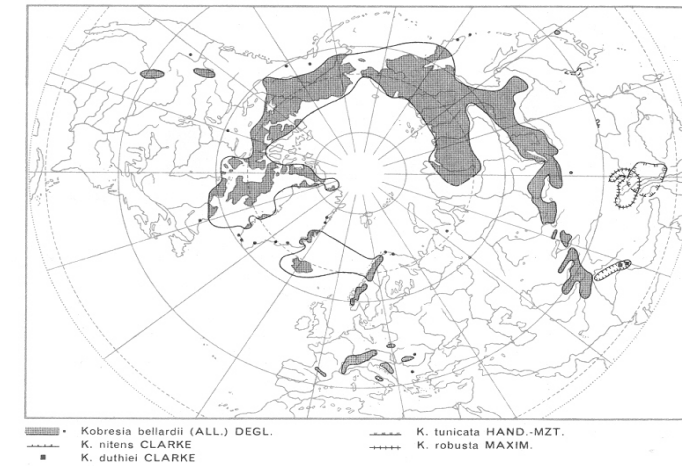 Kobresia bellardii (ALL.) DEGL.
K. nitens CLARKE
K. duthiei CLARKE
K. tunicata HAND.-MZT.
K. robusta MAXIM.